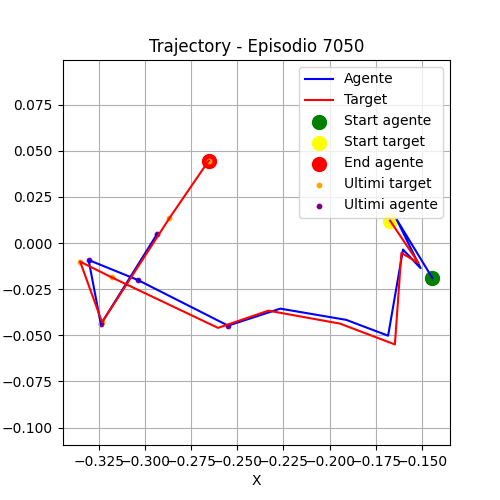 Trajectory - Episodio 7050
Agente
Target
Start agente
Start target
End agente
Ultimi target
Ultimi agente
0.075
0.050
0.025
0.000
−0.025
−0.050
−0.075
−0.100
−0.325 −0.300 −0.275 −0.250 −0.225 −0.200 −0.175 −0.150
X